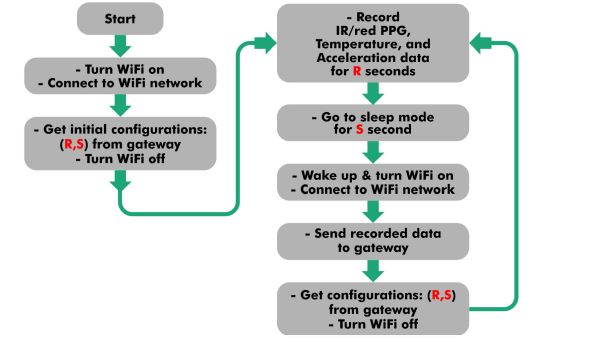 Start
- Turn WiFi on
- Connect to WiFi network
- Get initial configurations:
(R,S) from gateway
- Turn WiFi off
- Record
IR/red PPG,
Temperature, and
Acceleration data
for R seconds
- Go to sleep mode
for S second
- Wake up & turn WiFi on
- Connect to WiFi network
- Send recorded data
to gateway
- Get configurations: (R,S)
from gateway
- Turn WiFi off